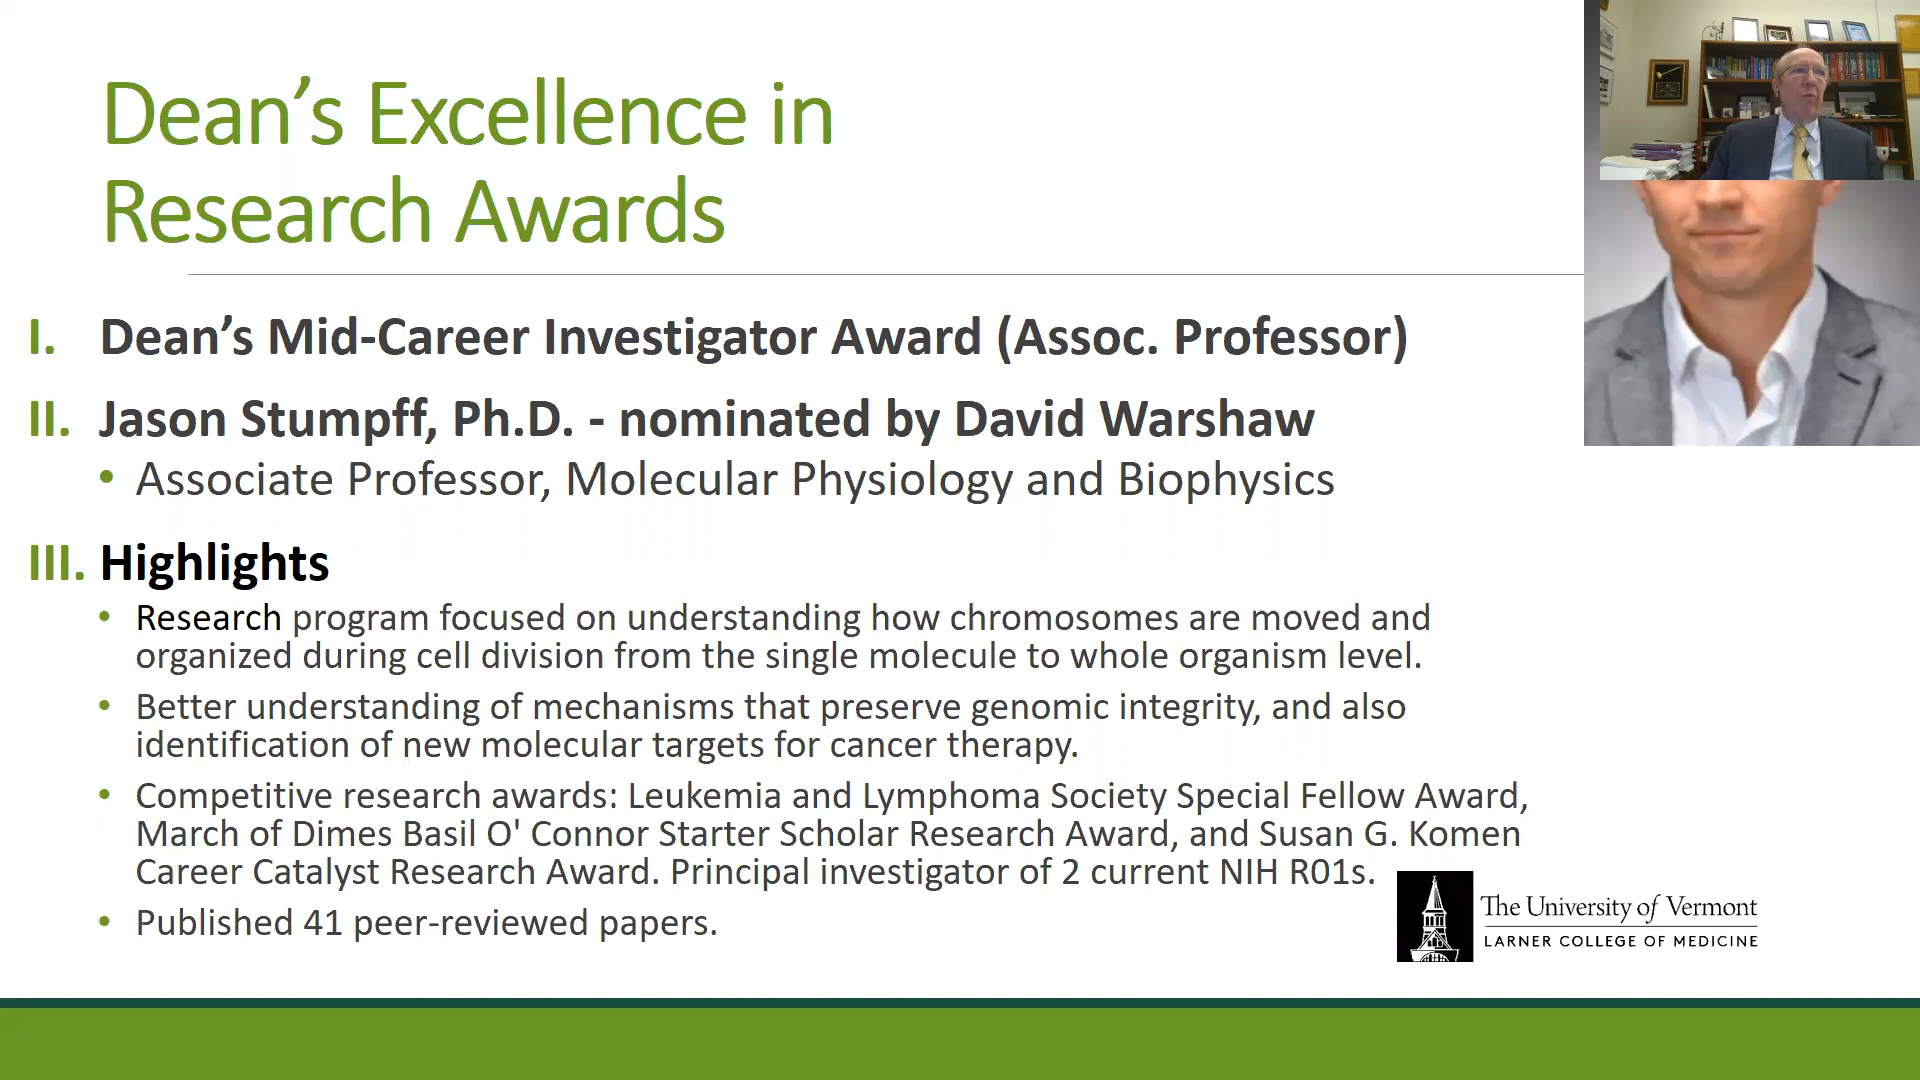 Dean’s Excellence in
Research Awards
I. Dean’s Mid-Career Investigator Award (Assoc. Professor)
II. Jason Stumpff, Ph.D. - nominated by David Warshaw
• Associate Professor, Molecular Physiology and Biophysics
III. Highlights
• Research program focused on understanding how chromosomes are moved and
organized during cell division from the single molecule to whole organism level.
• Better understanding of mechanisms that preserve genomic integrity, and also
identification of new molecular targets for cancer therapy.
• Competitive research awards: Leukemia and Lymphoma Society Special Fellow Award,
March of Dimes Basil O' Connor Starter Scholar Research Award, and Susan G. Komen
Career Catalyst Research Award. Principal investigator of 2 current NIH R01s.
• Published 41 peer-reviewed papers.
The University of Vermont
LARNER COLLEGE OF MEDICINE